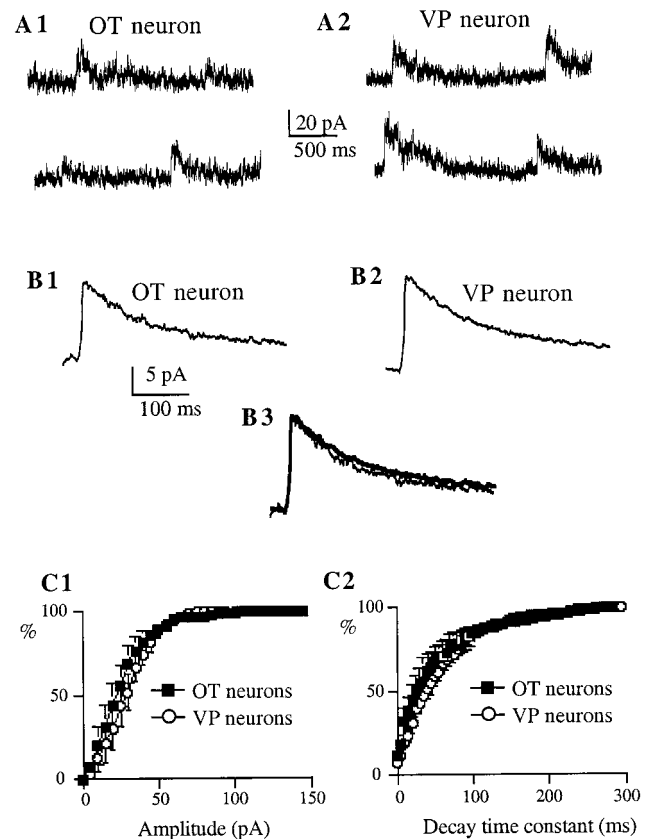 A1 OT neuron
A2 VP neuron
20 pA
500 ms
B1 OT neuron
B2 VP neuron
5 pA
100 ms
B3
C1
100
%
50
0
OT neurons
VP neurons
0 50 100 150
Amplitude (pA)
C2
100
%
50
0
OT neurons
VP neurons
0 100 200 300
Decay time constant (ms)